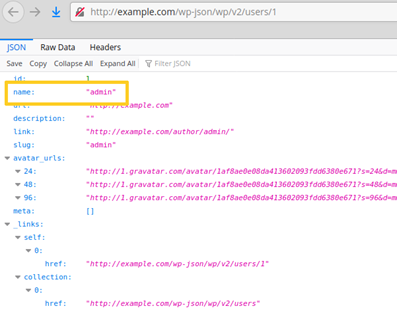 http://example.com/wp-json/wp/v2/users/1
JSON Raw Data Headers
Save Copy Collapse All Expand All Filter JSON
id: 1
name: "admin"
url: "http://example.com"
description: ""
link: "http://example.com/author/admin/"
slug: "admin"
avatar_urls:
24: "http://1.gravatar.com/avatar/1af8ae0e08da413602093fdd6380e671?s=24&d=m
48: "http://1.gravatar.com/avatar/1af8ae0e08da413602093fdd6380e671?s=48&d=m
96: "http://1.gravatar.com/avatar/1af8ae0e08da413602093fdd6380e671?s=96&d=m
meta: []
_links:
self:
0:
href: "http://example.com/wp-json/wp/v2/users/1"
collection:
0:
href: "http://example.com/wp-json/wp/v2/users"